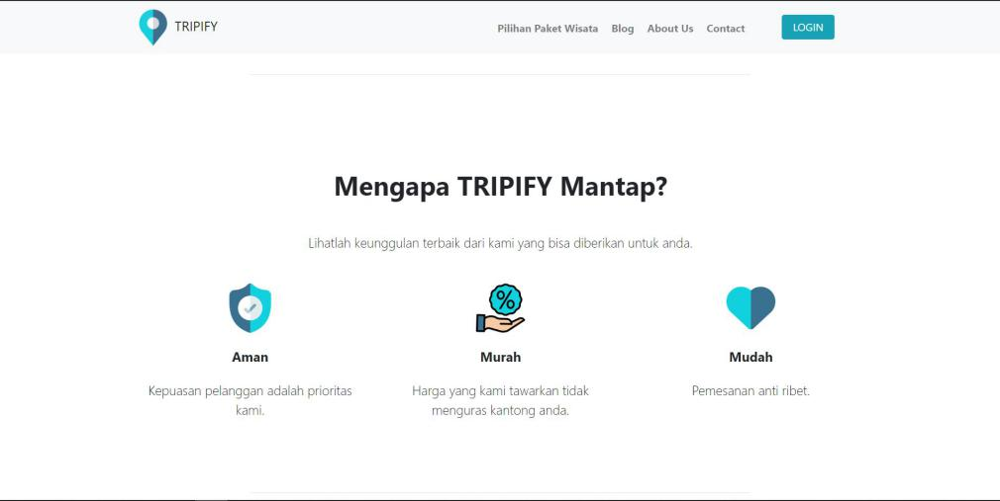 TRIPIFY
Pilihan Paket Wisata Blog About Us Contact LOGIN
Mengapa TRIPIFY Mantap?
Lihatlah keunggulan terbaik dari kami yang bisa diberikan untuk anda.
%
Aman
Kepuasan pelanggan adalah prioritas
kami.
Murah
Harga yang kami tawarkan tidak
menguras kantong anda.
Mudah
Pemesanan anti ribet.